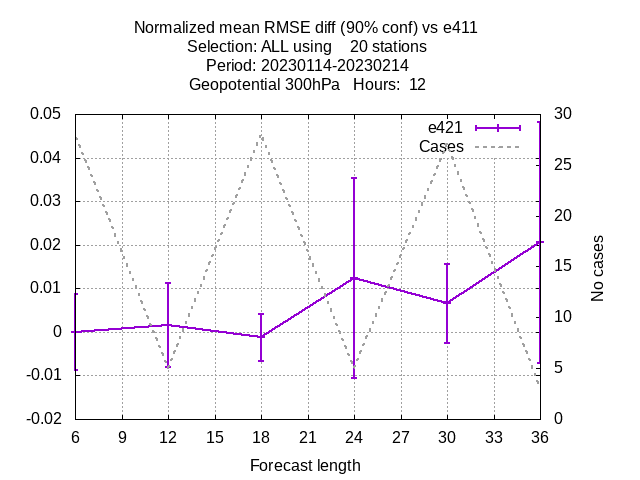 Normalized mean RMSE diff (90% conf) vs e411
Selection: ALL using    20 stations
Period: 20230114-20230214
Geopotential 300hPa   Hours:  12
0.05
0.04
0.03
0.02
0.01
0
-0.01
-0.02
e421
Cases
30
25
20
15
10
5
0
No cases
6 9 12 15 18 21 24 27 30 33 36
Forecast length